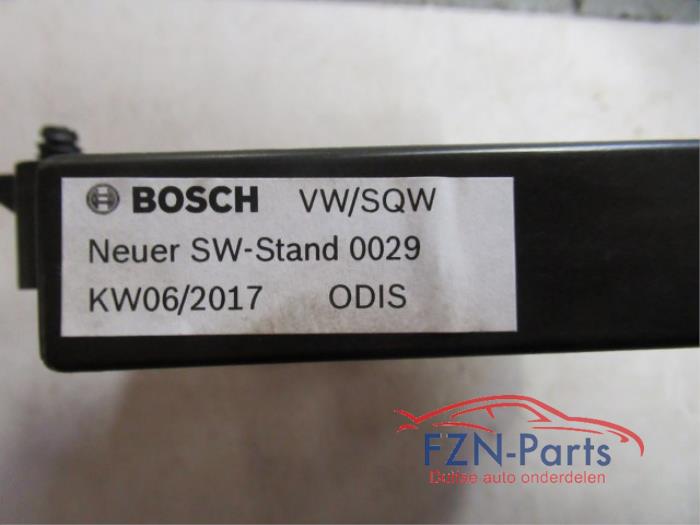 BOSCH VW/SQW
Neuer SW-Stand 0029
KW06/2017 ODIS
FZN-Parts
Duitse auto onderdelen